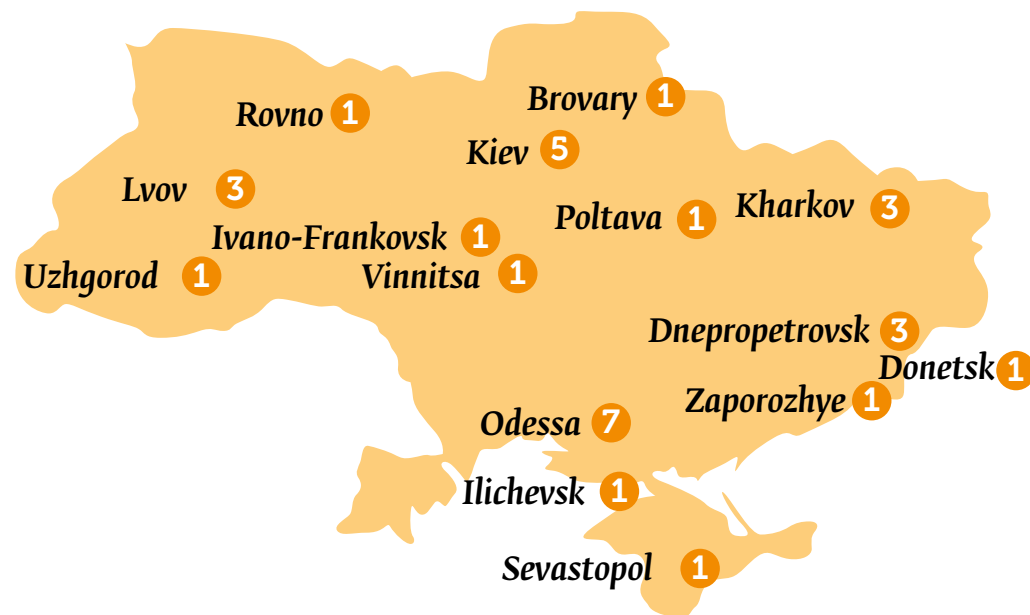 Brovary 1
Rovno 1
Kiev 5
Lvov 3
Kharkov 3
Poltava 1
Ivano-Frankovsk 1
Uzhgorod 1
Vinnitsa 1
Dnepropetrovsk 3
Donetsk 1
Zaporozhye 1
Odessa 7
Ilichevsk 1
Sevastopol 1